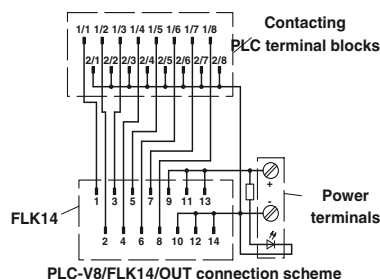 Contacting
PLC terminal blocks
1/1 1/2 1/3 1/4 1/5 1/6 1/7 1/8
2/1 2/2 2/3 2/4 2/5 2/6 2/7 2/8
+
-
1 3 5 7 9 11 13
2 4 6 8 10 12 14
FLK14
Power
terminals
PLC-V8/FLK14/OUT connection scheme